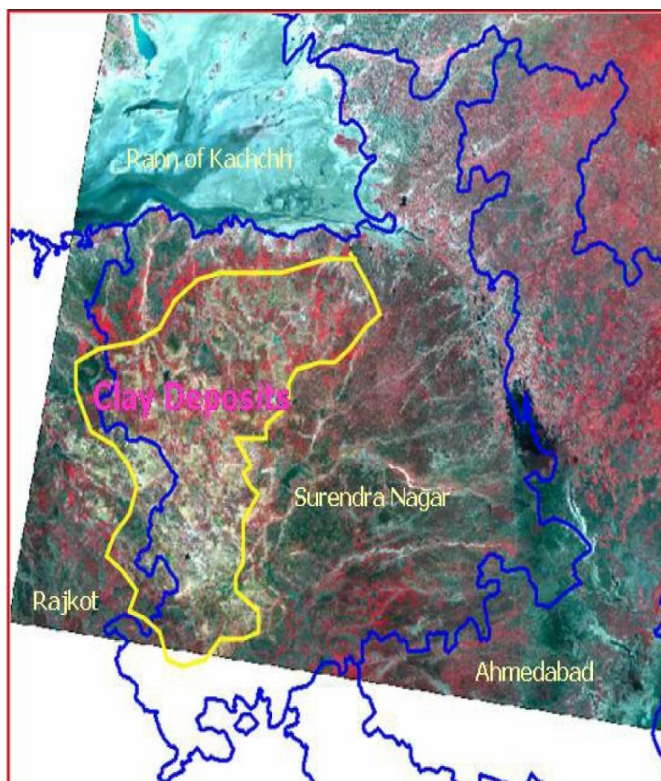 Rann of Kachchh
Clay Deposits
Surendra Nagar
Rajkot
Ahmedabad